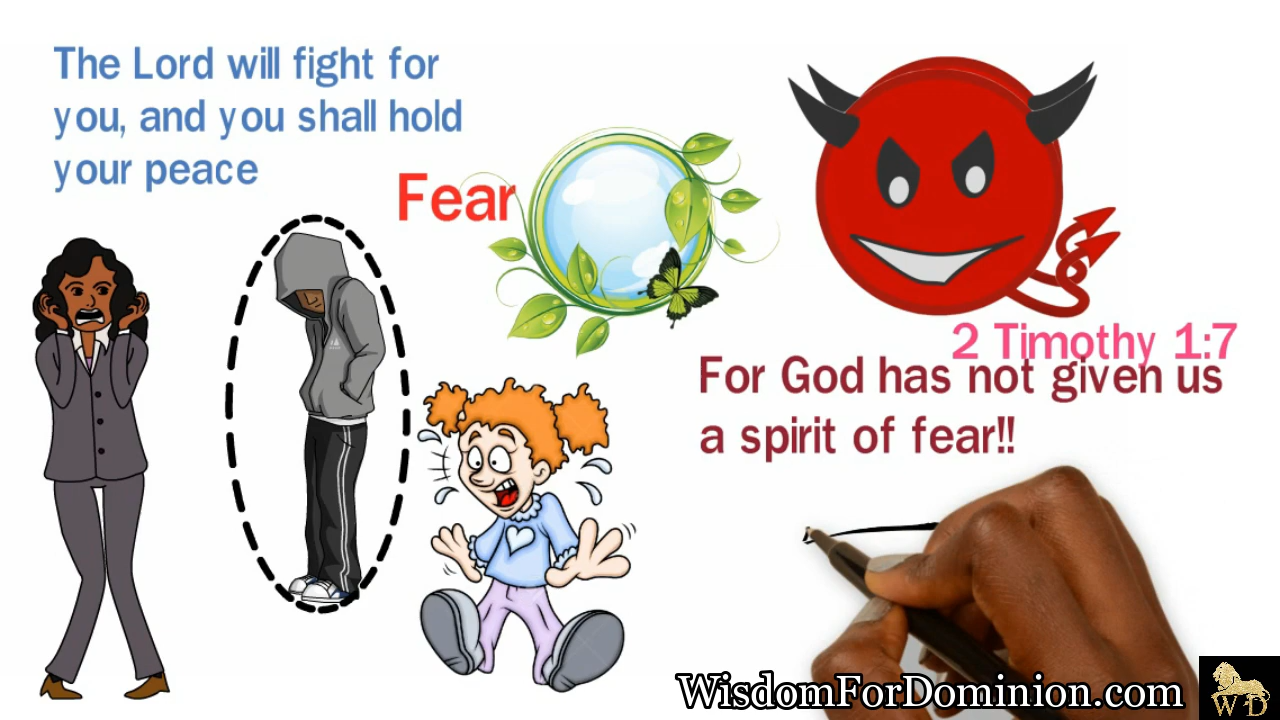 The Lord will fight for
you, and you shall hold
your peace
Fear
2 Timothy 1:7
For God has not given us
a spirit of fear!!
WisdomForDominion.com
W D